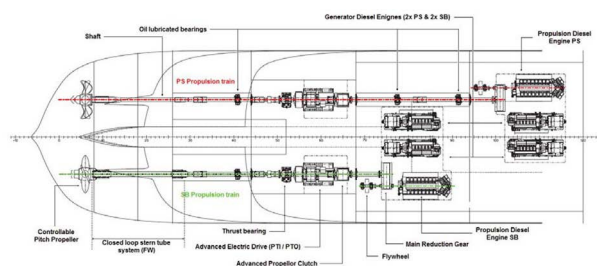 Generator Diesel Enignes (2x PS & 2x SB)
Oil lubricated bearings
Propulsion Diesel
Engine PS
Shaft
PS Propulsion train
SB Propulsion train
Controllable
Pitch Propeller
Closed loop stern tube
system (FW)
Thrust bearing
Advanced Electric Drive (PTI / PTO)
Advanced Propellor Clutch
Flywheel
Main Reduction Gear
Propulsion Diesel
Engine SB